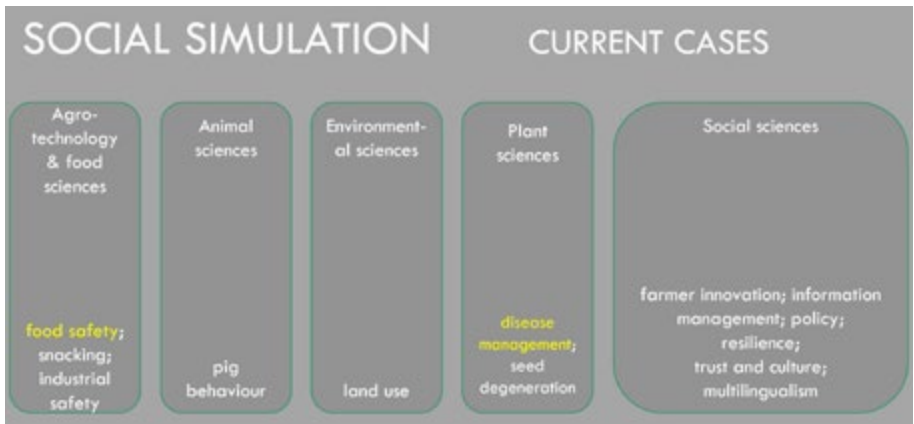 SOCIAL SIMULATION
CURRENT CASES
Agro-
technology
& food
sciences
food safety;
snacking;
industrial
safety
Animal
sciences
pig
behaviour
Environment-
al sciences
land use
Plant
sciences
disease
management;
seed
degeneration
Social sciences
farmer innovation; information
management; policy;
resilience;
trust and culture;
multilingualism